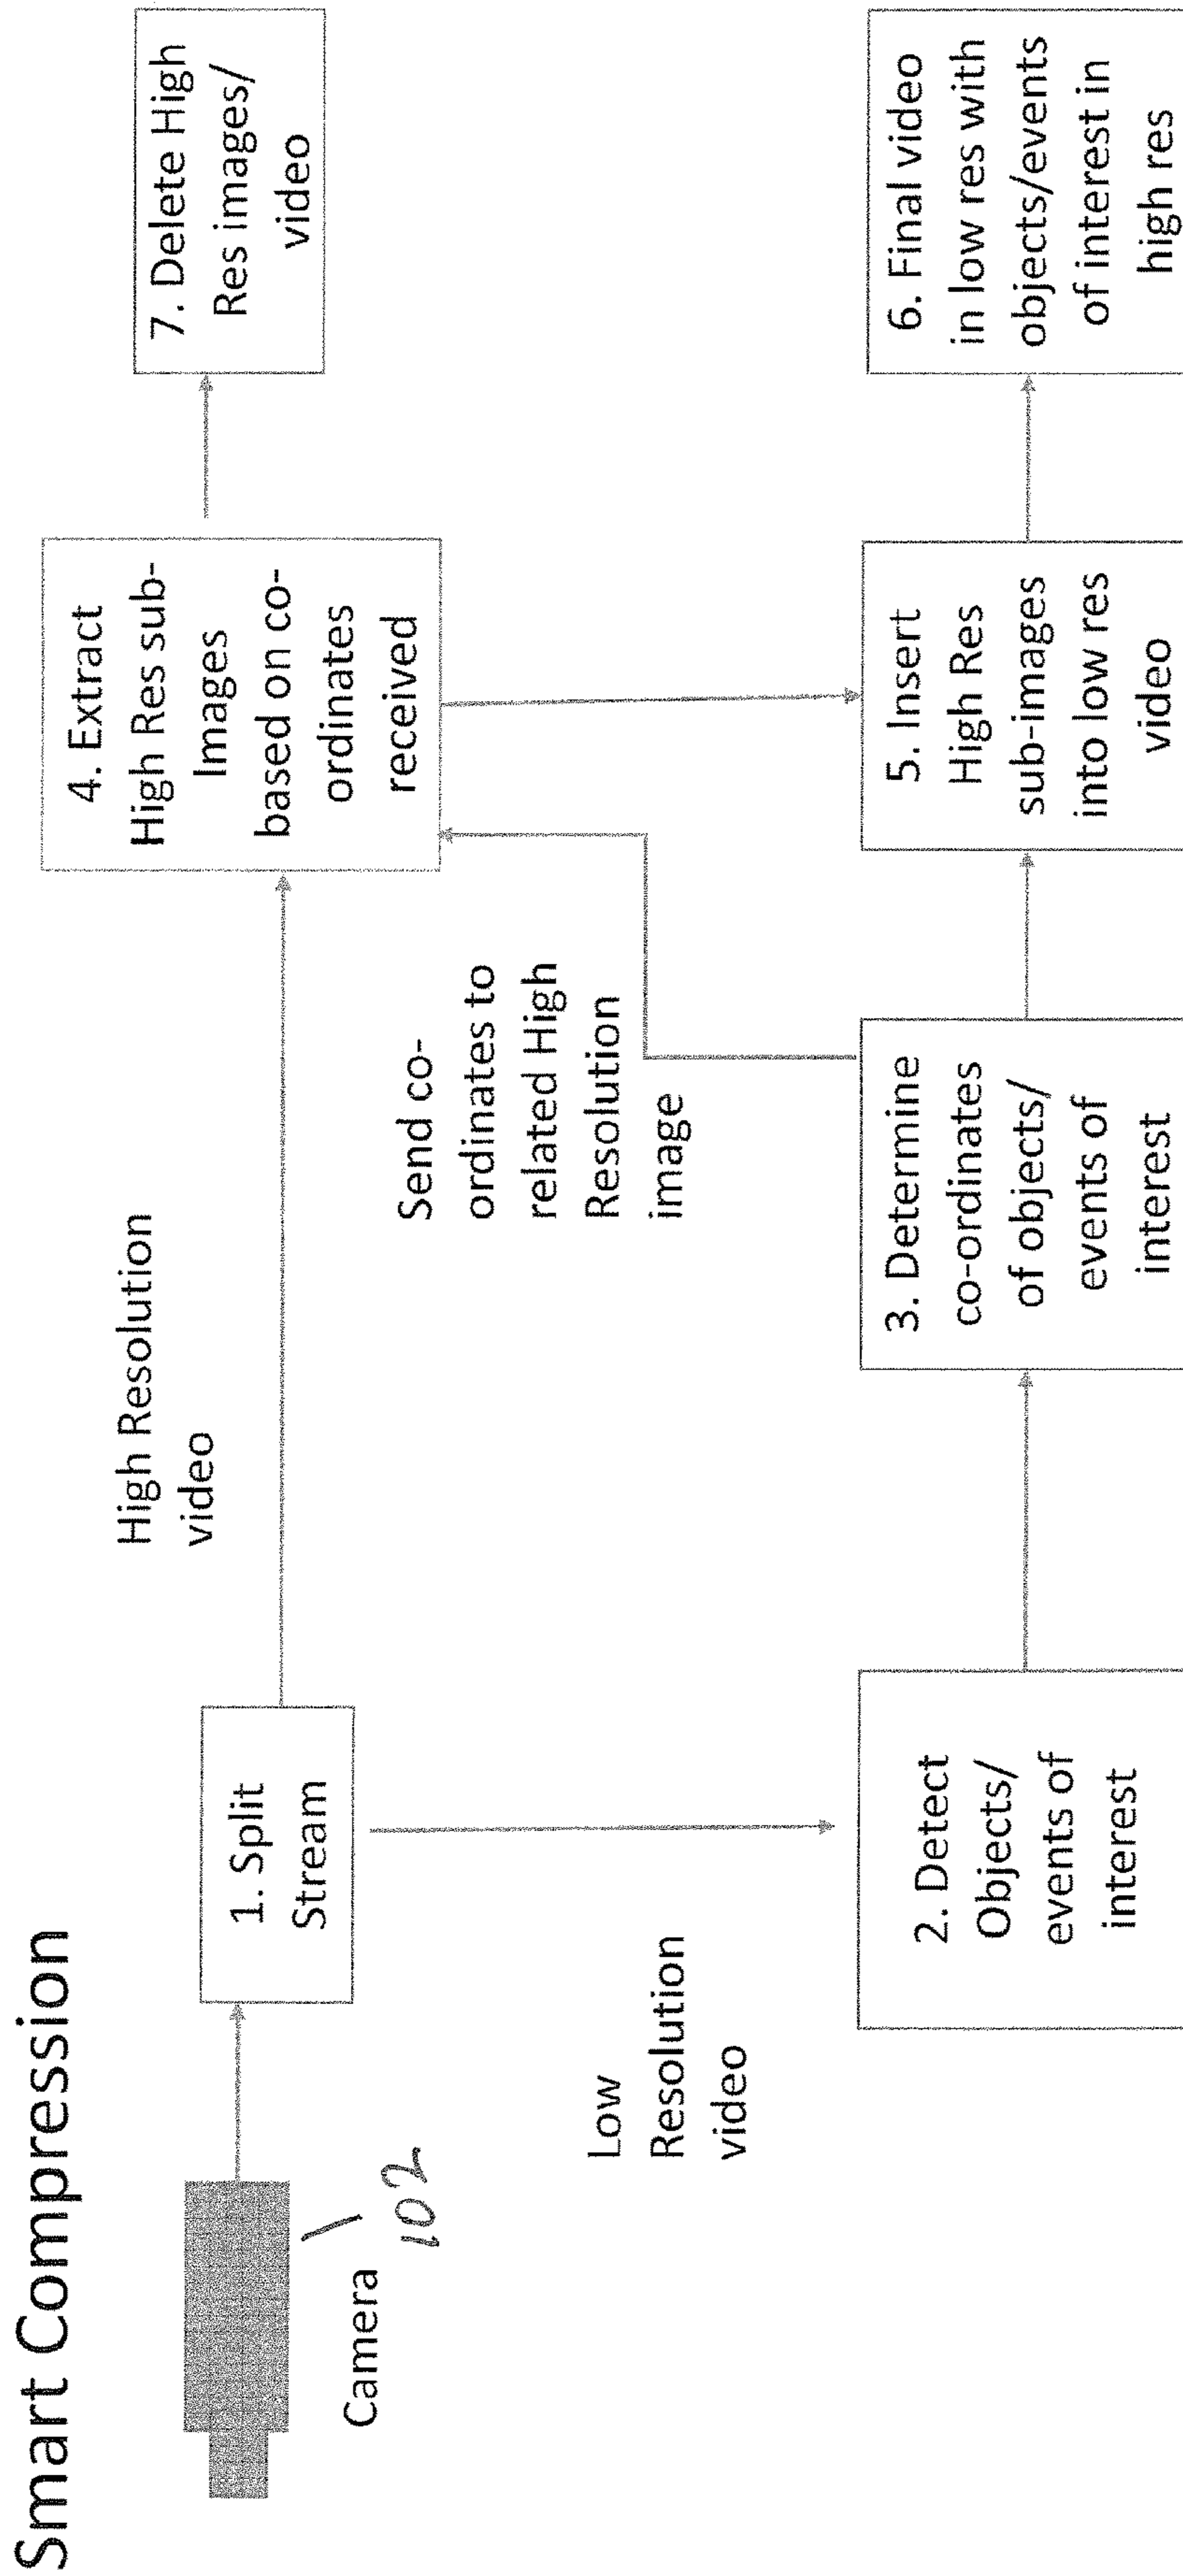 Smart Compression
Camera
102
1. Split
Stream
High Resolution
video
Low
Resolution
video
2. Detect
Objects/
events of
interest
3. Determine
co-ordinates
of objects/
events of
interest
Send co-
ordinates to
related High
Resolution
image
4. Extract
High Res sub-
Images
based on co-
ordinates
received
5. Insert
High Res
sub-images
into low res
video
6. Final video
in low res with
objects/events
of interest in
high res
7. Delete High
Res images/
video